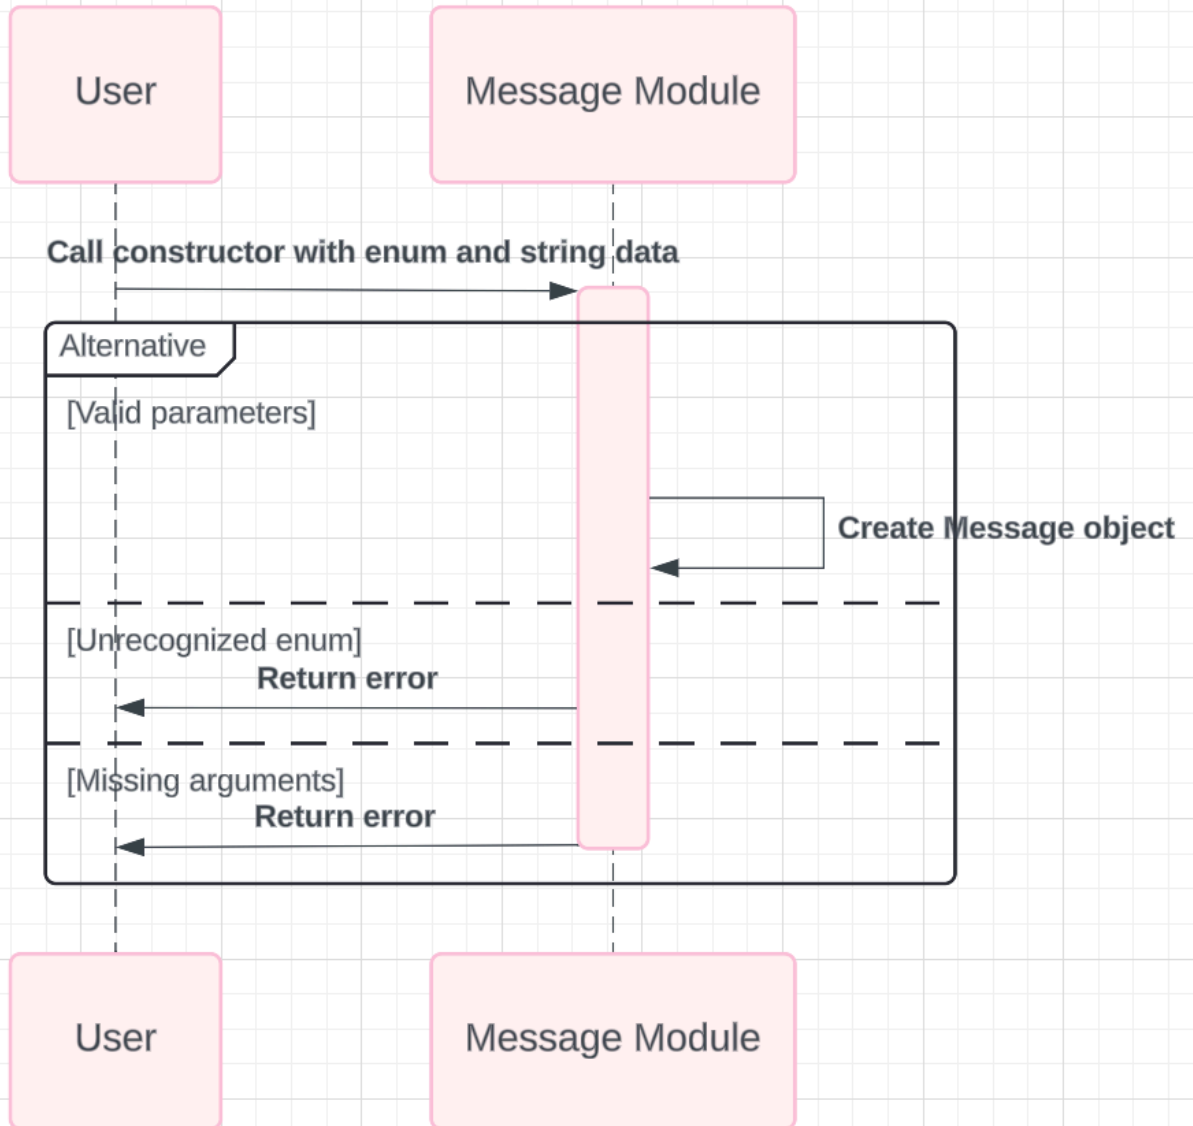 User
Message Module
Call constructor with enum and string data
Alternative
[Valid parameters]
Create Message object
[Unrecognized enum]
Return error
[Missing arguments]
Return error
User
Message Module